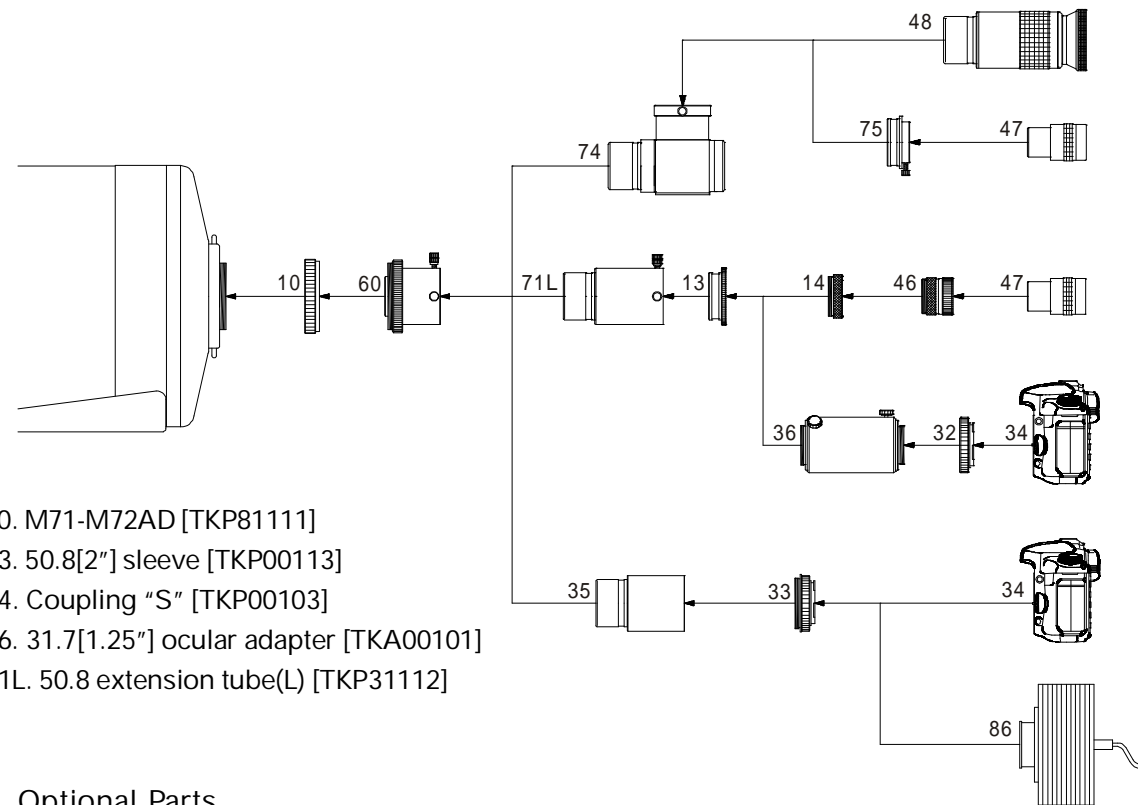 48
75 47
74
10 60 71L 13 14 46 47
36 32 34
0. M71-M72AD [TKP81111]
3. 50.8[2"] sleeve [TKP00113]
4. Coupling "S" [TKP00103]
6. 31.7[1.25"] ocular adapter [TKA00101]
1L. 50.8 extension tube(L) [TKP31112]
35 33 34
86
Optional Parts